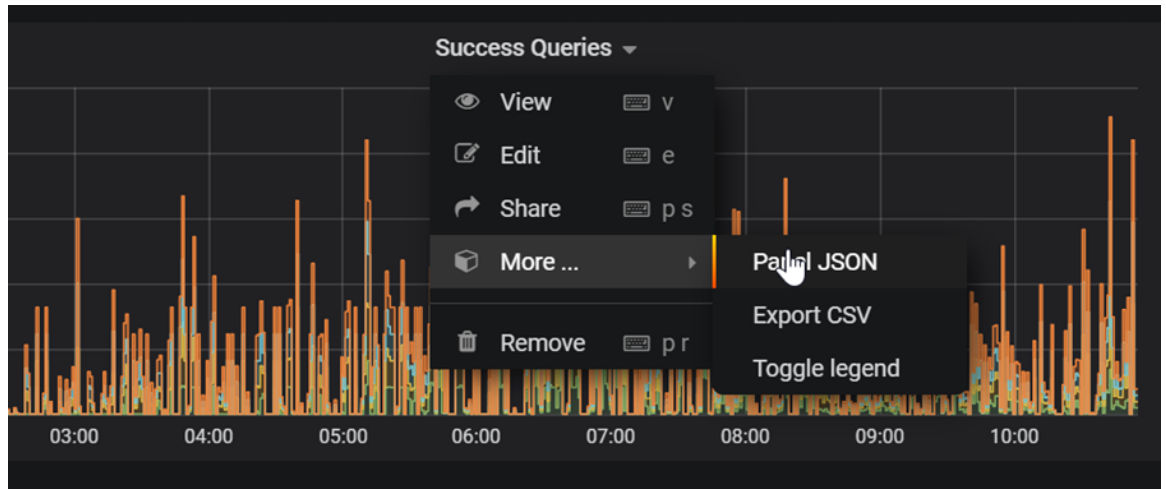 Success Queries
View v
Edit e
Share p s
More ...
Panel JSON
Export CSV
Remove p r
Toggle legend
03:00 04:00 05:00 06:00 07:00 08:00 09:00 10:00